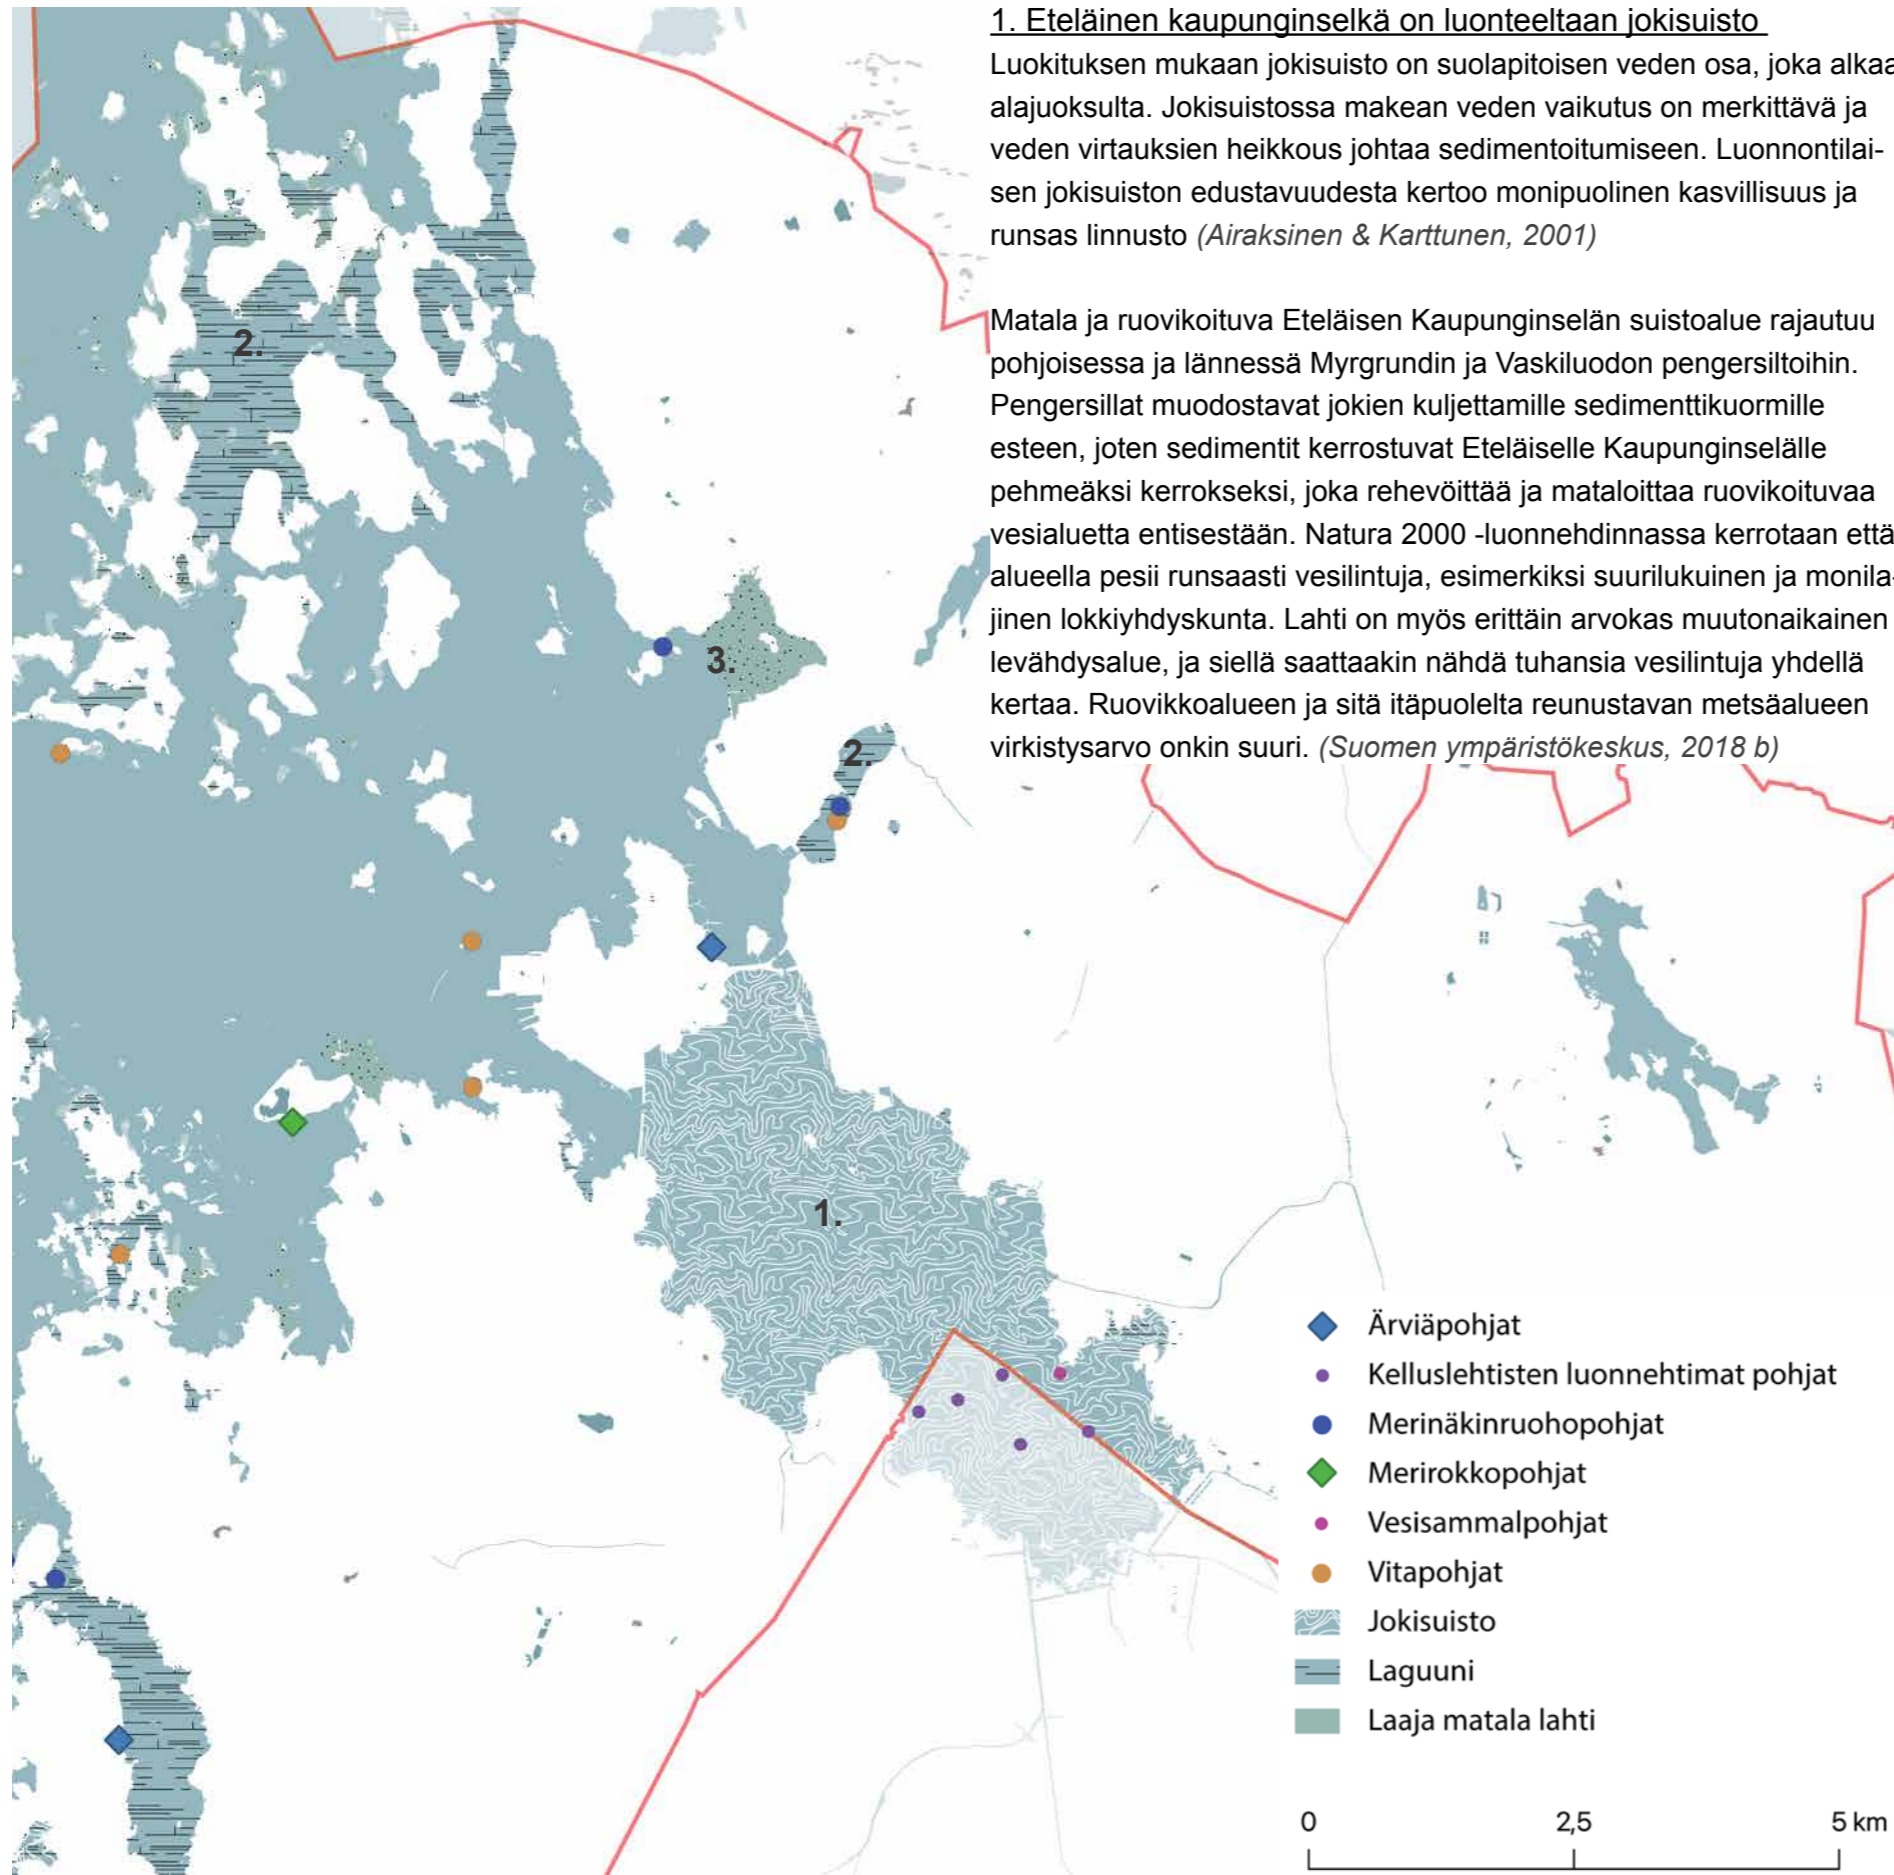 1. Eteläinen kaupunginselkä on luonteeltaan jokisuisto
Luokituksen mukaan jokisuisto on suolapitoisen veden osa, joka alkaa
alajuoksulta. Jokisuistossa makean veden vaikutus on merkittävä ja
veden virtauksien heikkous johtaa sedimentoitumiseen. Luonnontilai-
sen jokisuiston edustavuudesta kertoo monipuolinen kasvillisuus ja
runsas linnusto (Airaksinen & Karttunen, 2001)
Matala ja ruovikoituva Eteläisen Kaupunginselän suistoalue rajautuu
pohjoisessa ja lännessä Myrgrundin ja Vaskiluodon pengersiltoihin.
Pengersillat muodostavat jokien kuljettamille sedimenttikuormille
esteen, joten sedimentit kerrostuvat Eteläiselle Kaupunginselälle
pehmeäksi kerrokseksi, joka rehevöittää ja mataloittaa ruovikoituvaa
vesialuetta entisestään. Natura 2000 -luonnehdinnassa kerrotaan että
alueella pesii runsaasti vesilintuja, esimerkiksi suurilukuinen ja monila-
jinen lokkiyhdyskunta. Lahti on myös erittäin arvokas muutonaikainen
levähdysalue, ja siellä saattaakin nähdä tuhansia vesilintuja yhdellä
kertaa. Ruovikkoalueen ja sitä itäpuolelta reunustavan metsäalueen
virkistysarvo onkin suuri. (Suomen ympäristökeskus, 2018 b)
2.
3.
2.
1.
Ärviäpohjat
Kelluslehtisten luonnehtimat pohjat
Merinäkinruohopohjat
Merirokkopohjat
Vesisammalpohjat
Vitapohjat
Jokisuisto
Laguuni
Laaja matala lahti
0 2,5 5 km